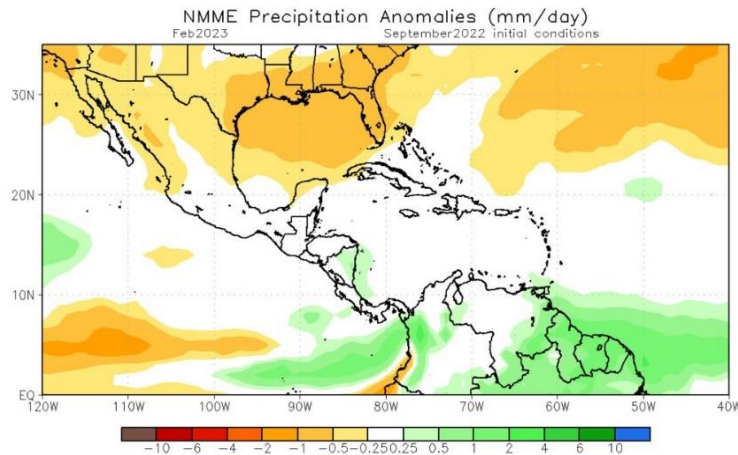 NMME Precipitation Anomalies (mm/day)
Feb2023 September2022 initial conditions
30N
20N
10N
EQ
120W 110W 100W 90W 80W 70W 60W 50W 40W
-10 -6 -4 -2 -1 -0.5-0.250.25 0.5 1 2 4 6 10